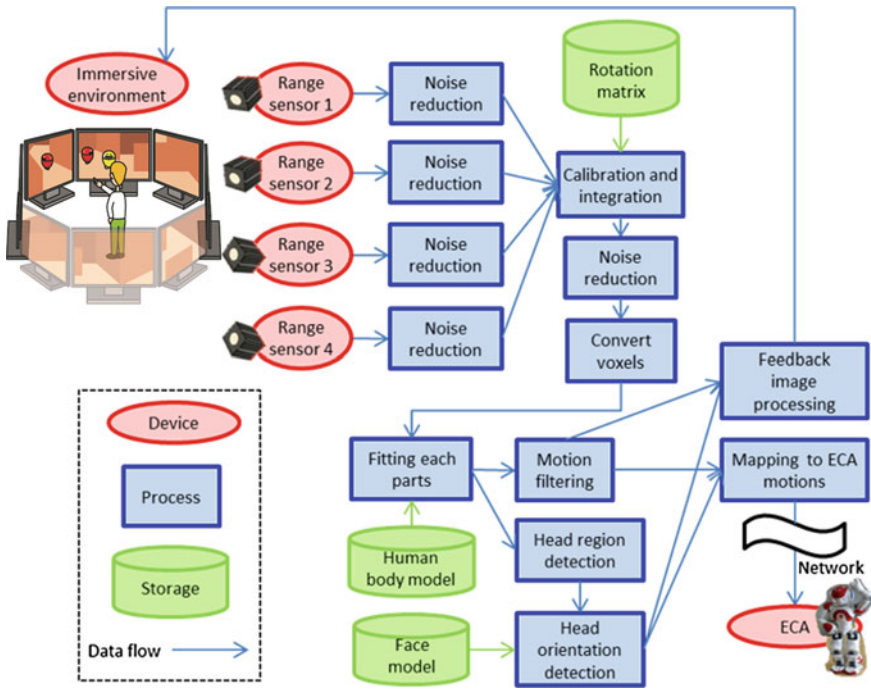 Immersive
environment
Range
sensor 1
Noise
reduction
Rotation
matrix
Range
sensor 2
Noise
reduction
Calibration and
integration
Range
sensor 3
Noise
reduction
Noise
reduction
Range
sensor 4
Noise
reduction
Convert
voxels
Feedback
image
processing
Device
Fitting each
parts
Motion
filtering
Mapping to ECA
motions
Process
Human
body model
Head region
detection
Network
Storage
Face
model
Head
orientation
detection
ECA
Data flow